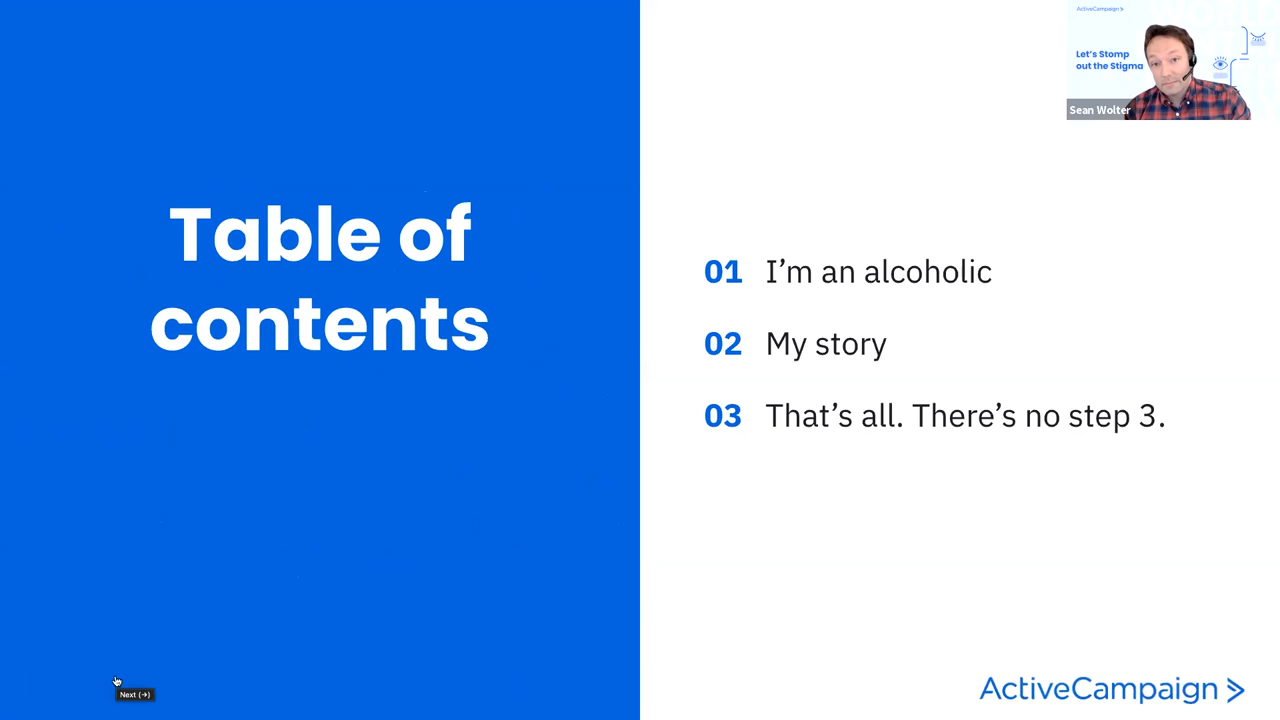 Table of
contents
01 I’m an alcoholic
02 My story
03 That’s all. There’s no step 3.
ActiveCampaign
Let’s Stomp
out the Stigma
Sean Wolter
Next (→)
ActiveCampaign